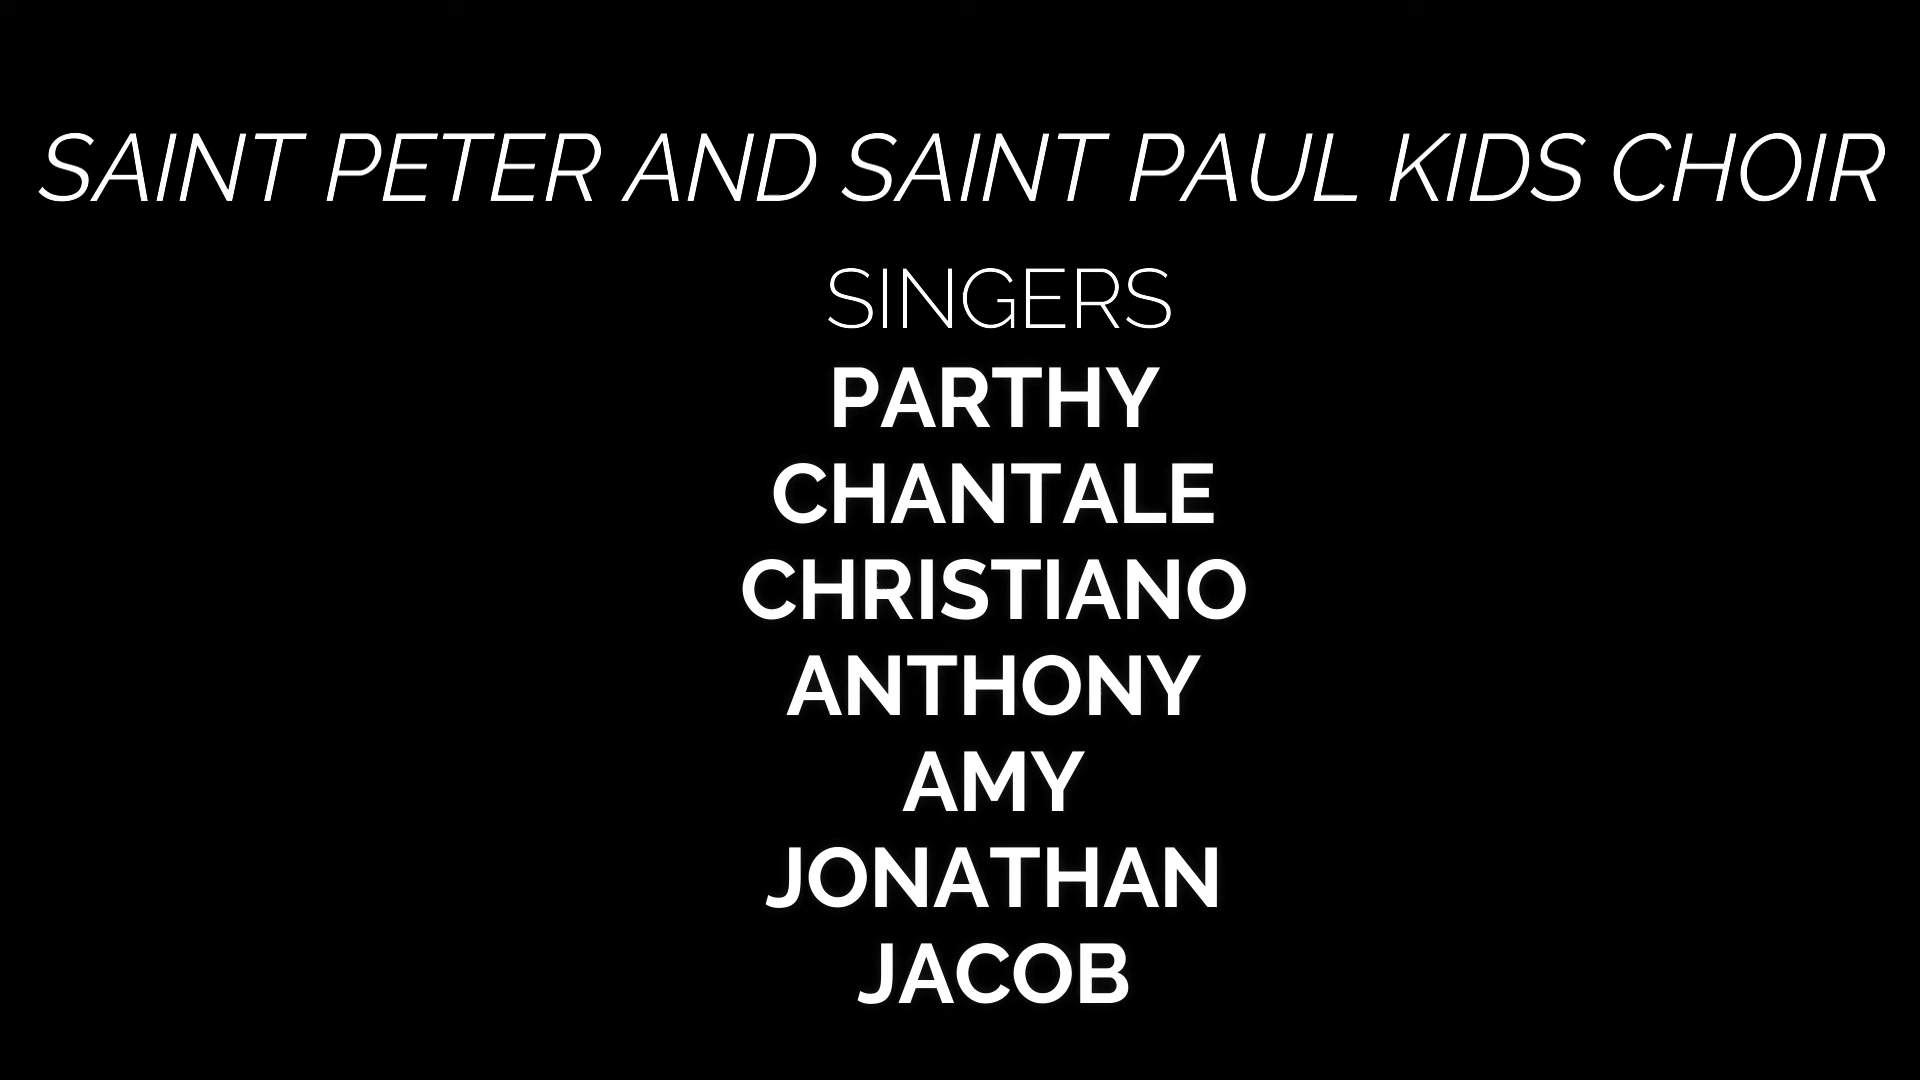 SAINT PETER AND SAINT PAUL KIDS CHOIR
SINGERS
PARTHY
CHANTALE
CHRISTIANO
ANTHONY
AMY
JONATHAN
JACOB